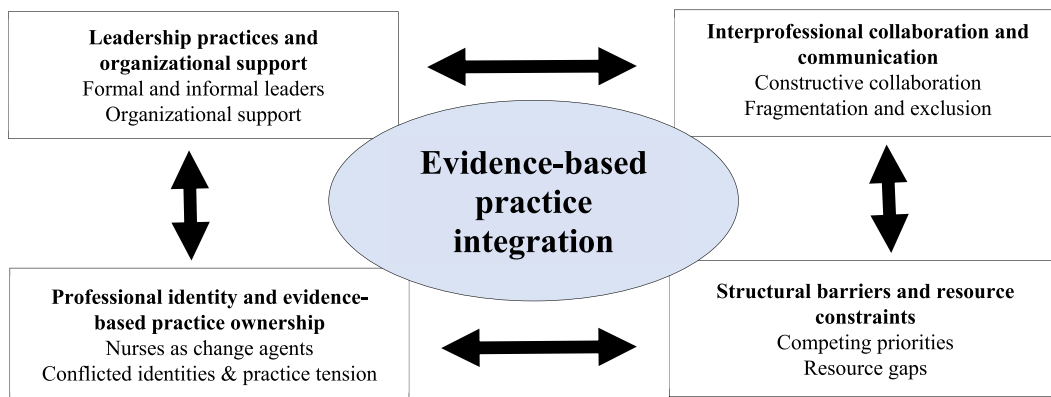 Leadership practices and
organizational support
Formal and informal leaders
Organizational support
Interprofessional collaboration and
communication
Constructive collaboration
Fragmentation and exclusion
Evidence-based
practice
integration
Professional identity and evidence-
based practice ownership
Nurses as change agents
Conflicted identities & practice tension
Structural barriers and resource
constraints
Competing priorities
Resource gaps